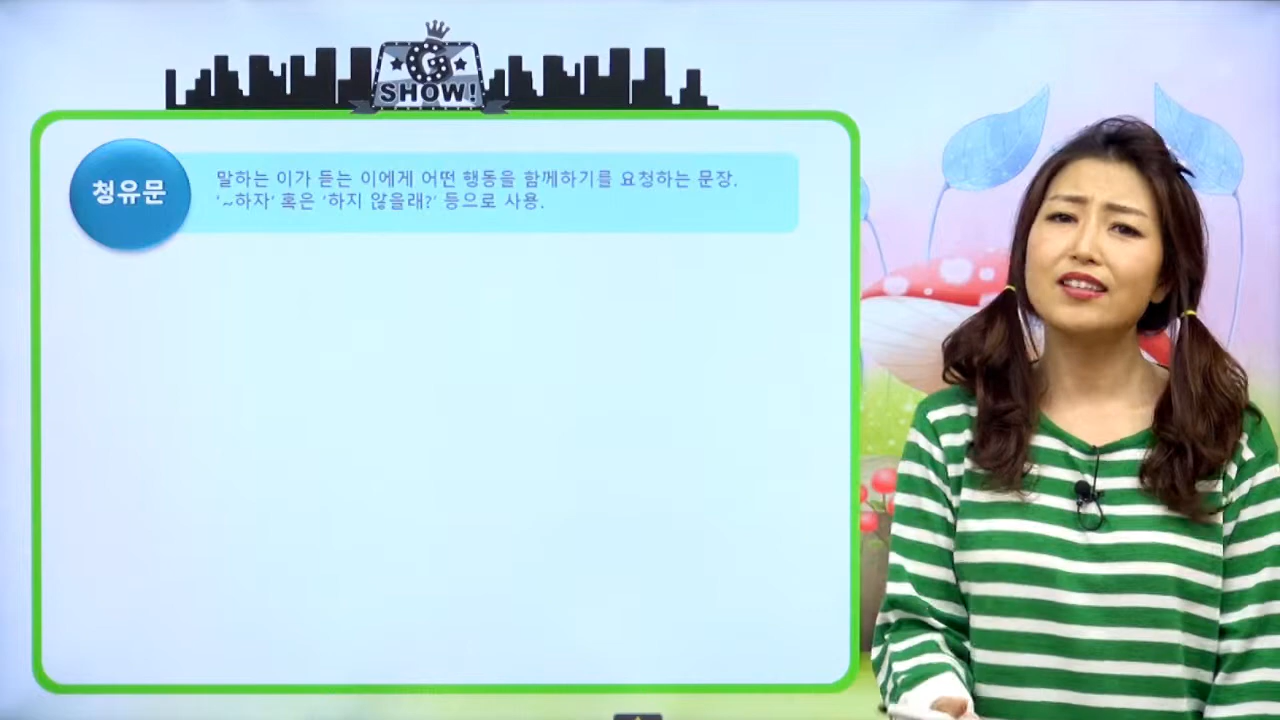 G
SHOW!
청유문
말하는 이가 듣는 이에게 어떤 행동을 함께하기를 요청하는 문장.
‘~하자’ 혹은 ‘하지 않을래?’ 등으로 사용.